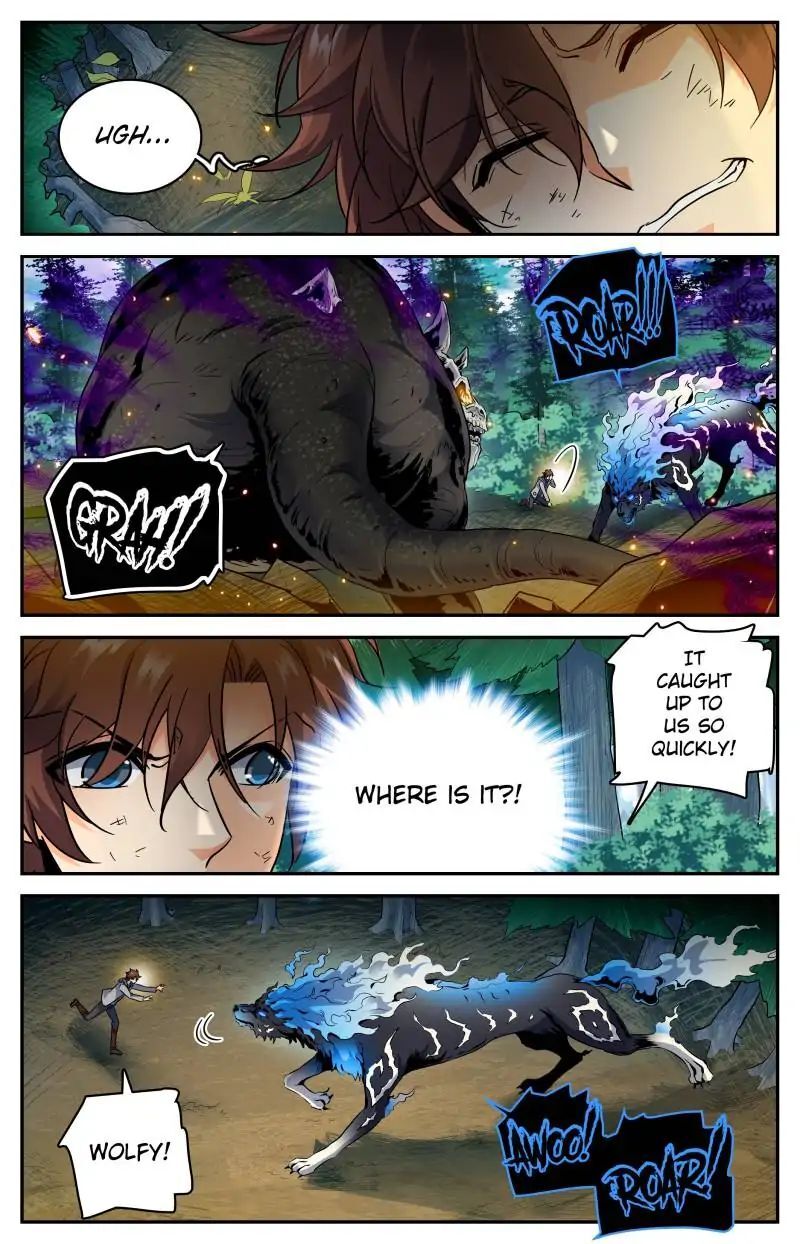 UGH...
ROAR!!!
GRAH!
IT
CAUGHT
UP TO
US SO
QUICKLY!
WHERE IS IT?!
WOLFY!
AWOO!
ROAR!